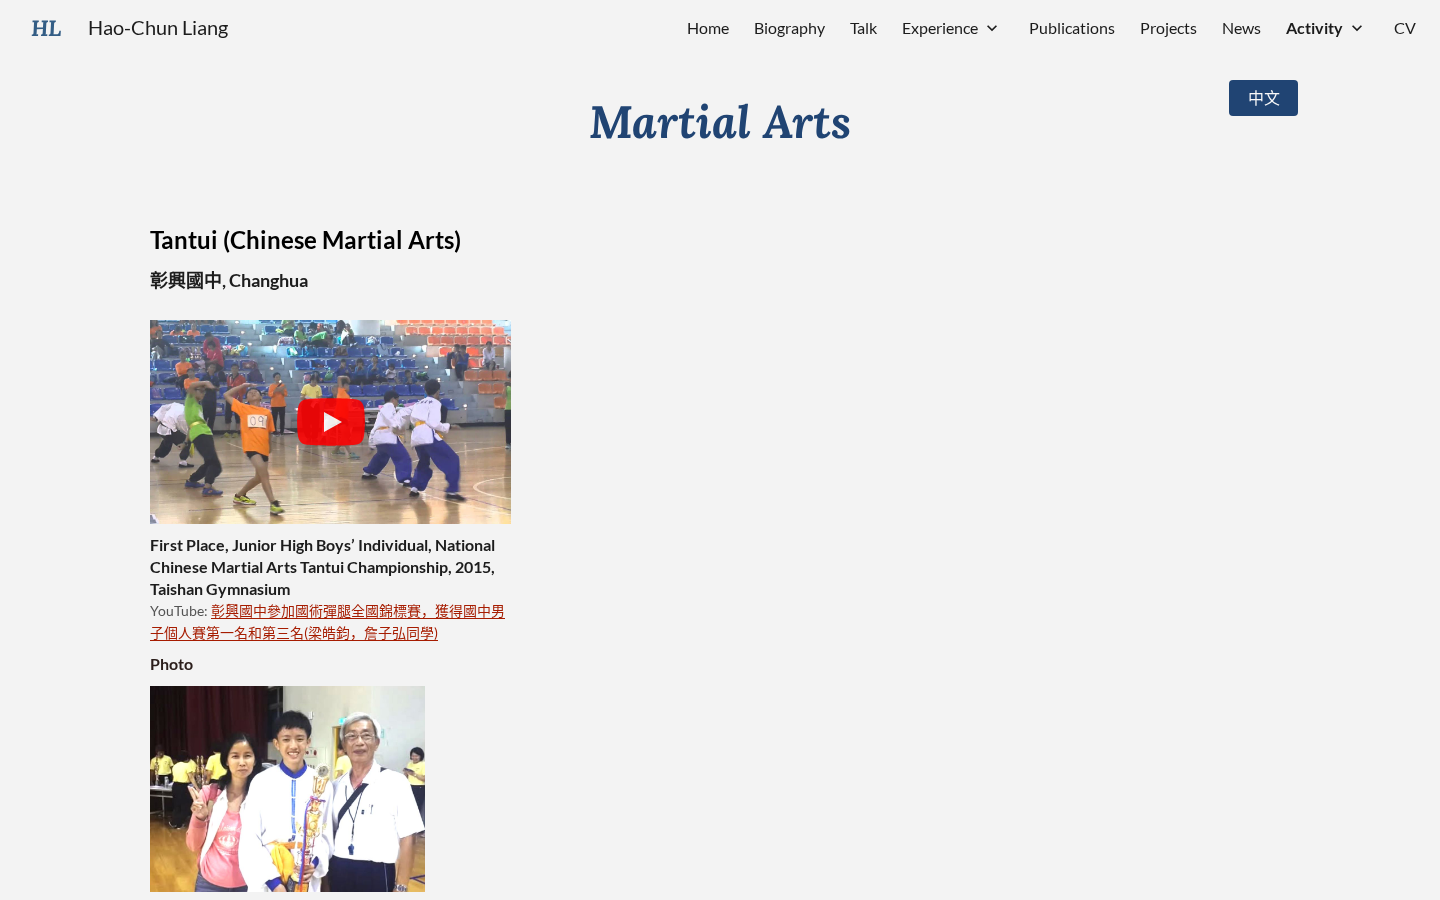 HL
Hao-Chun Liang
Home Biography Talk Experience Publications Projects News Activity CV
中文
Martial Arts
Tantui (Chinese Martial Arts)
彰興國中, Changhua
09
First Place, Junior High Boys’ Individual, National
Chinese Martial Arts Tantui Championship, 2015,
Taishan Gymnasium
YouTube: 彰興國中參加國術彈腿全國錦標賽，獲得國中男
子個人賽第一名和第三名(梁皓鈞，詹子弘同學)
Photo